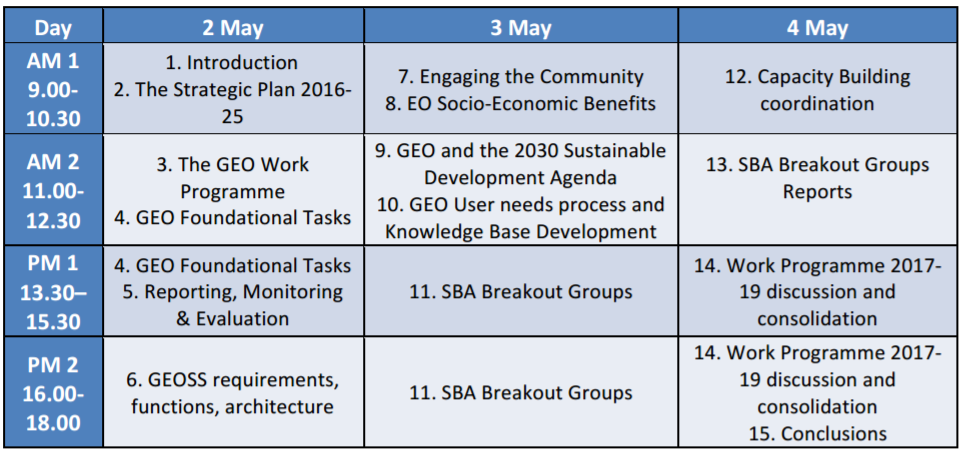 Day 2 May 3 May 4 May
AM 1
9.00-
10.30
1. Introduction
2. The Strategic Plan 2016-
25
7. Engaging the Community
8. EO Socio-Economic Benefits
12. Capacity Building
coordination
AM 2
11.00-
12.30
3. The GEO Work
Programme
4. GEO Foundational Tasks
9. GEO and the 2030 Sustainable
Development Agenda
10. GEO User needs process and
Knowledge Base Development
13. SBA Breakout Groups
Reports
PM 1
13.30–
15.30
4. GEO Foundational Tasks
5. Reporting, Monitoring
& Evaluation
11. SBA Breakout Groups
14. Work Programme 2017-
19 discussion and
consolidation
PM 2
16.00-
18.00
6. GEOSS requirements,
functions, architecture
11. SBA Breakout Groups
14. Work Programme 2017-
19 discussion and
consolidation
15. Conclusions